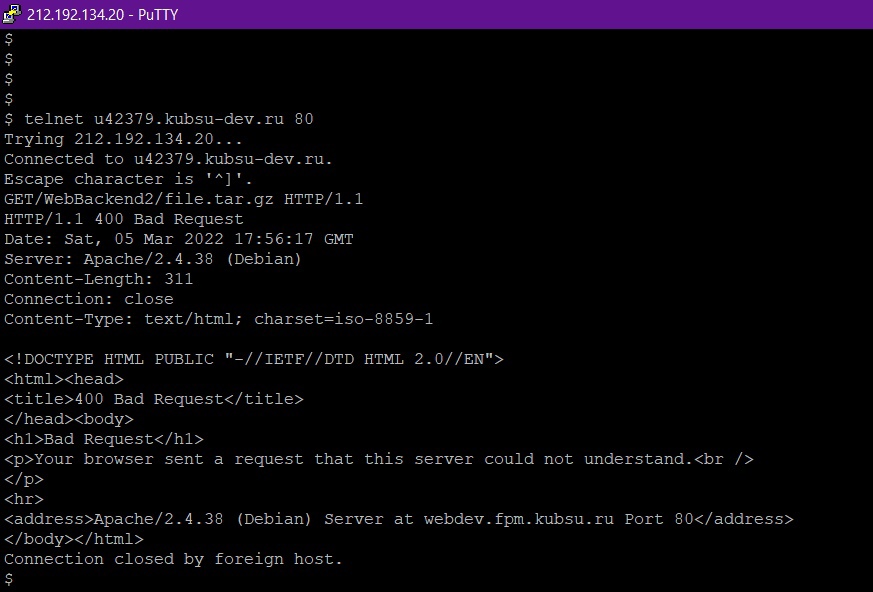 212.192.134.20 - PuTTY
$
$
$
$
$ telnet u42379.kubsu-dev.ru 80
Trying 212.192.134.20...
Connected to u42379.kubsu-dev.ru.
Escape character is '^]'.
GET/WebBackend2/file.tar.gz HTTP/1.1
HTTP/1.1 400 Bad Request
Date: Sat, 05 Mar 2022 17:56:17 GMT
Server: Apache/2.4.38 (Debian)
Content-Length: 311
Connection: close
Content-Type: text/html; charset=iso-8859-1
<!DOCTYPE HTML PUBLIC "-//IETF//DTD HTML 2.0//EN">
<html><head>
<title>400 Bad Request</title>
</head><body>
<h1>Bad Request</h1>
<p>Your browser sent a request that this server could not understand.<br />
</p>
<hr>
<address>Apache/2.4.38 (Debian) Server at webdev.fpm.kubsu.ru Port 80</address>
</body></html>
Connection closed by foreign host.
$